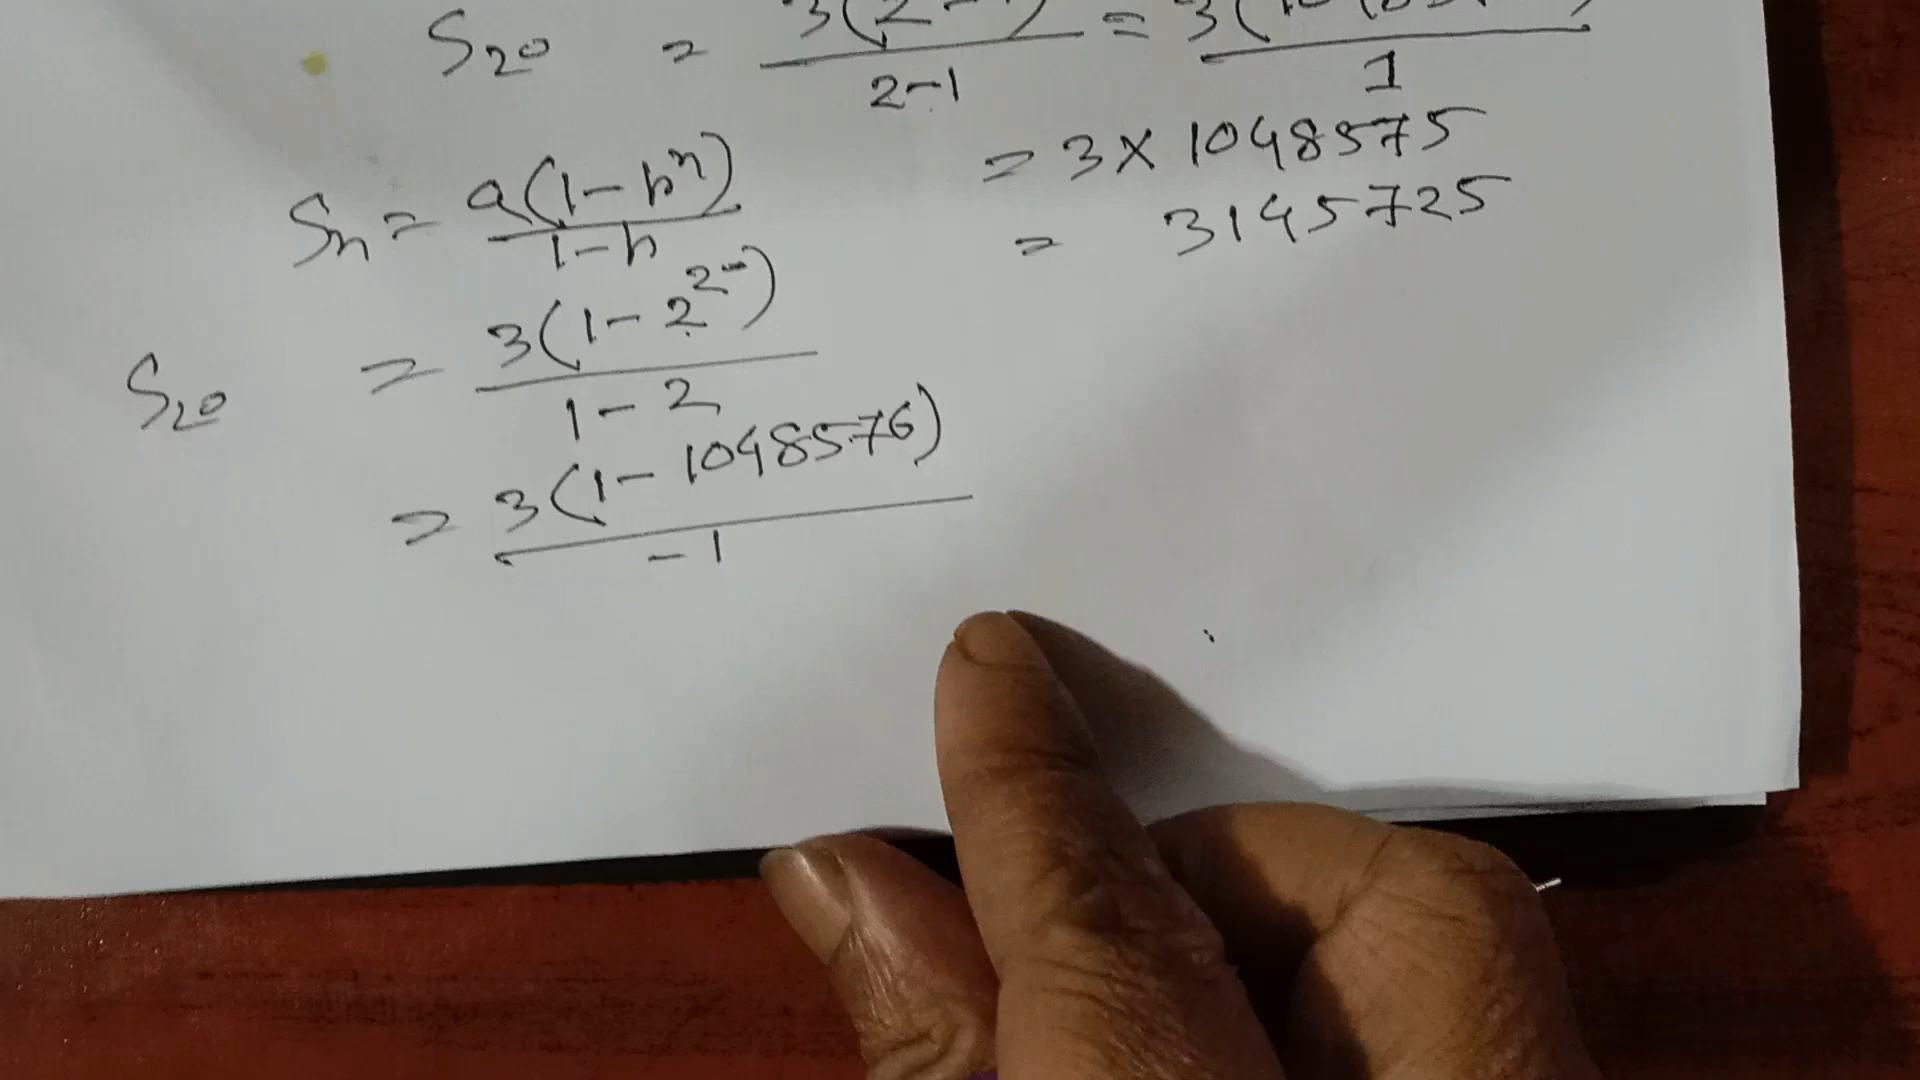 S20 = 3(2 - 1) / 2-1 = 3( / 1
= 3 × 1048575
= 3145725
Sn = a(1-r^n) / 1-r
S20 = 3(1-2^20) / 1-2
= 3(1-1048576) / -1